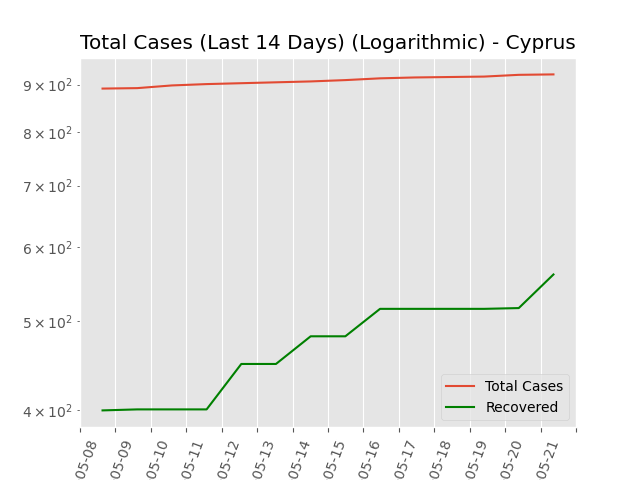 Total Cases (Last 14 Days) (Logarithmic) - Cyprus
9 × 10²
8 × 10²
7 × 10²
6 × 10²
5 × 10²
4 × 10²
Total Cases
Recovered
05-08
05-09
05-10
05-11
05-12
05-13
05-14
05-15
05-16
05-17
05-18
05-19
05-20
05-21